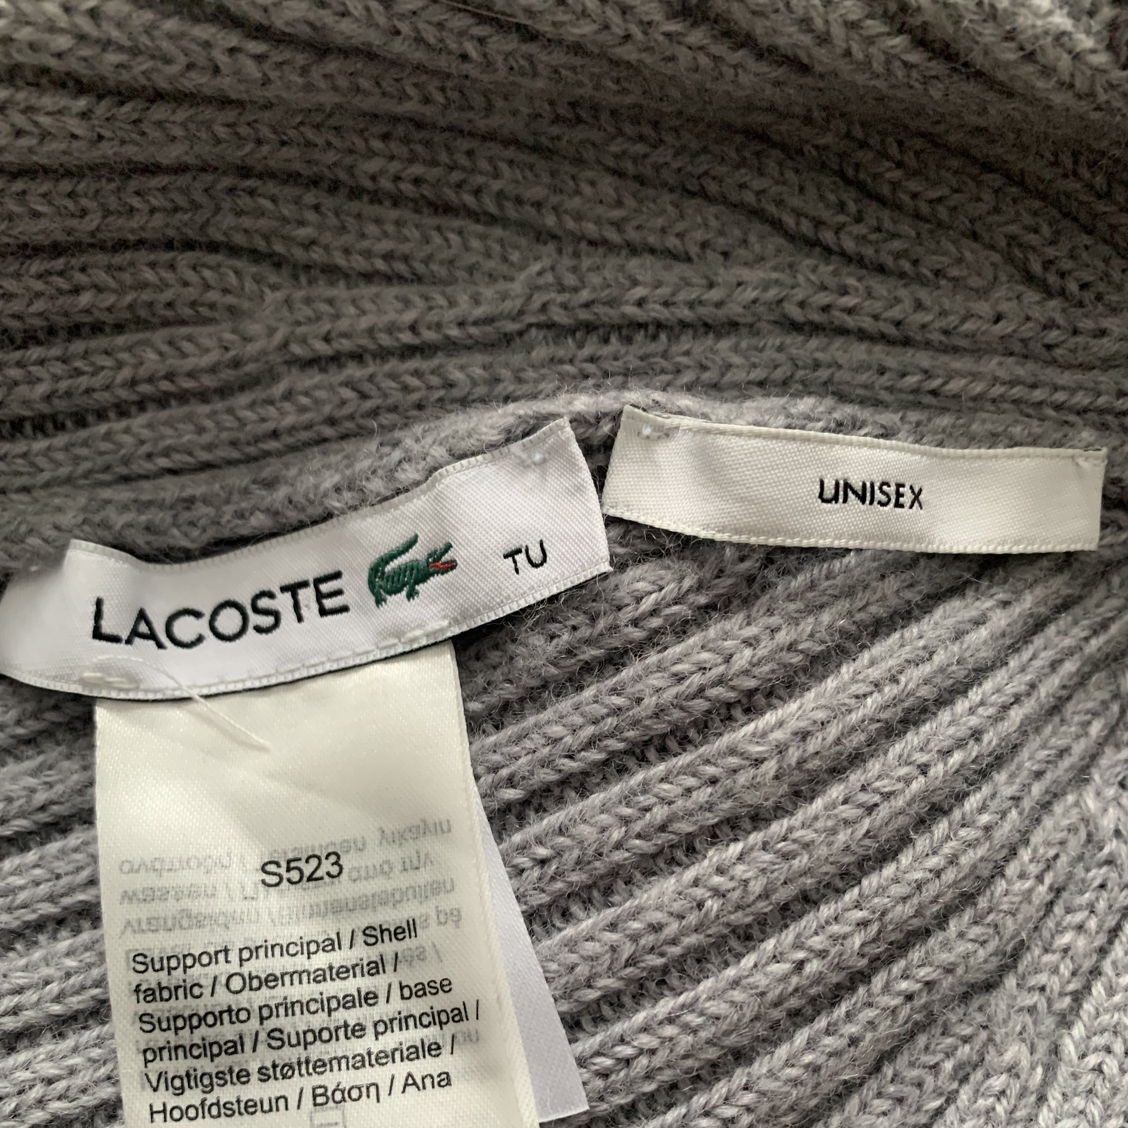 LACOSTE TU
UNISEX
S523
Support principal / Shell
fabric / Obermaterial /
Supporto principale / base
principal / Suporte principal /
Vigtigste støttemateriale /
Hoofdsteun / Βάση / Ana